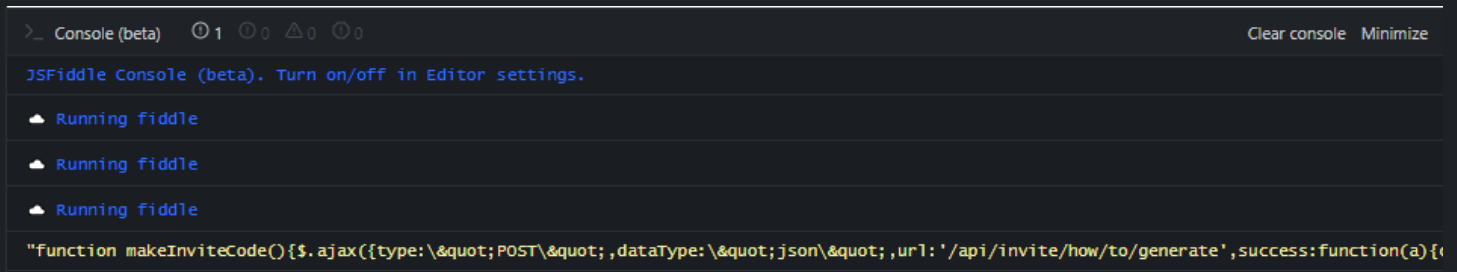 >_ Console (beta) 1 0 0 0 Clear console Minimize
JSFiddle Console (beta). Turn on/off in Editor settings.
Running fiddle
Running fiddle
Running fiddle
"function makeInviteCode(){$.ajax({type:\&quot;POST\&quot;,dataType:\&quot;json\&quot;,url:'/api/invite/how/to/generate',success:function(a){